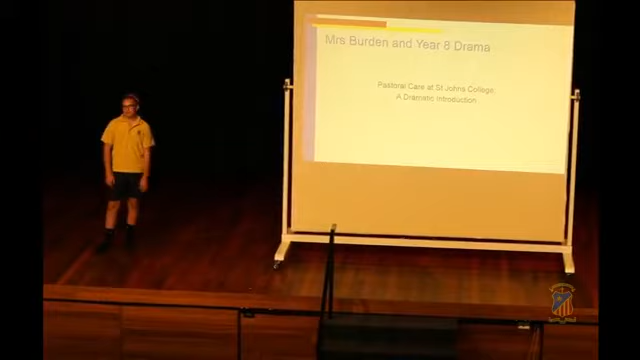 Mrs Burden and Year 8 Drama
Pastoral Care at St Johns College:
A Dramatic Introduction